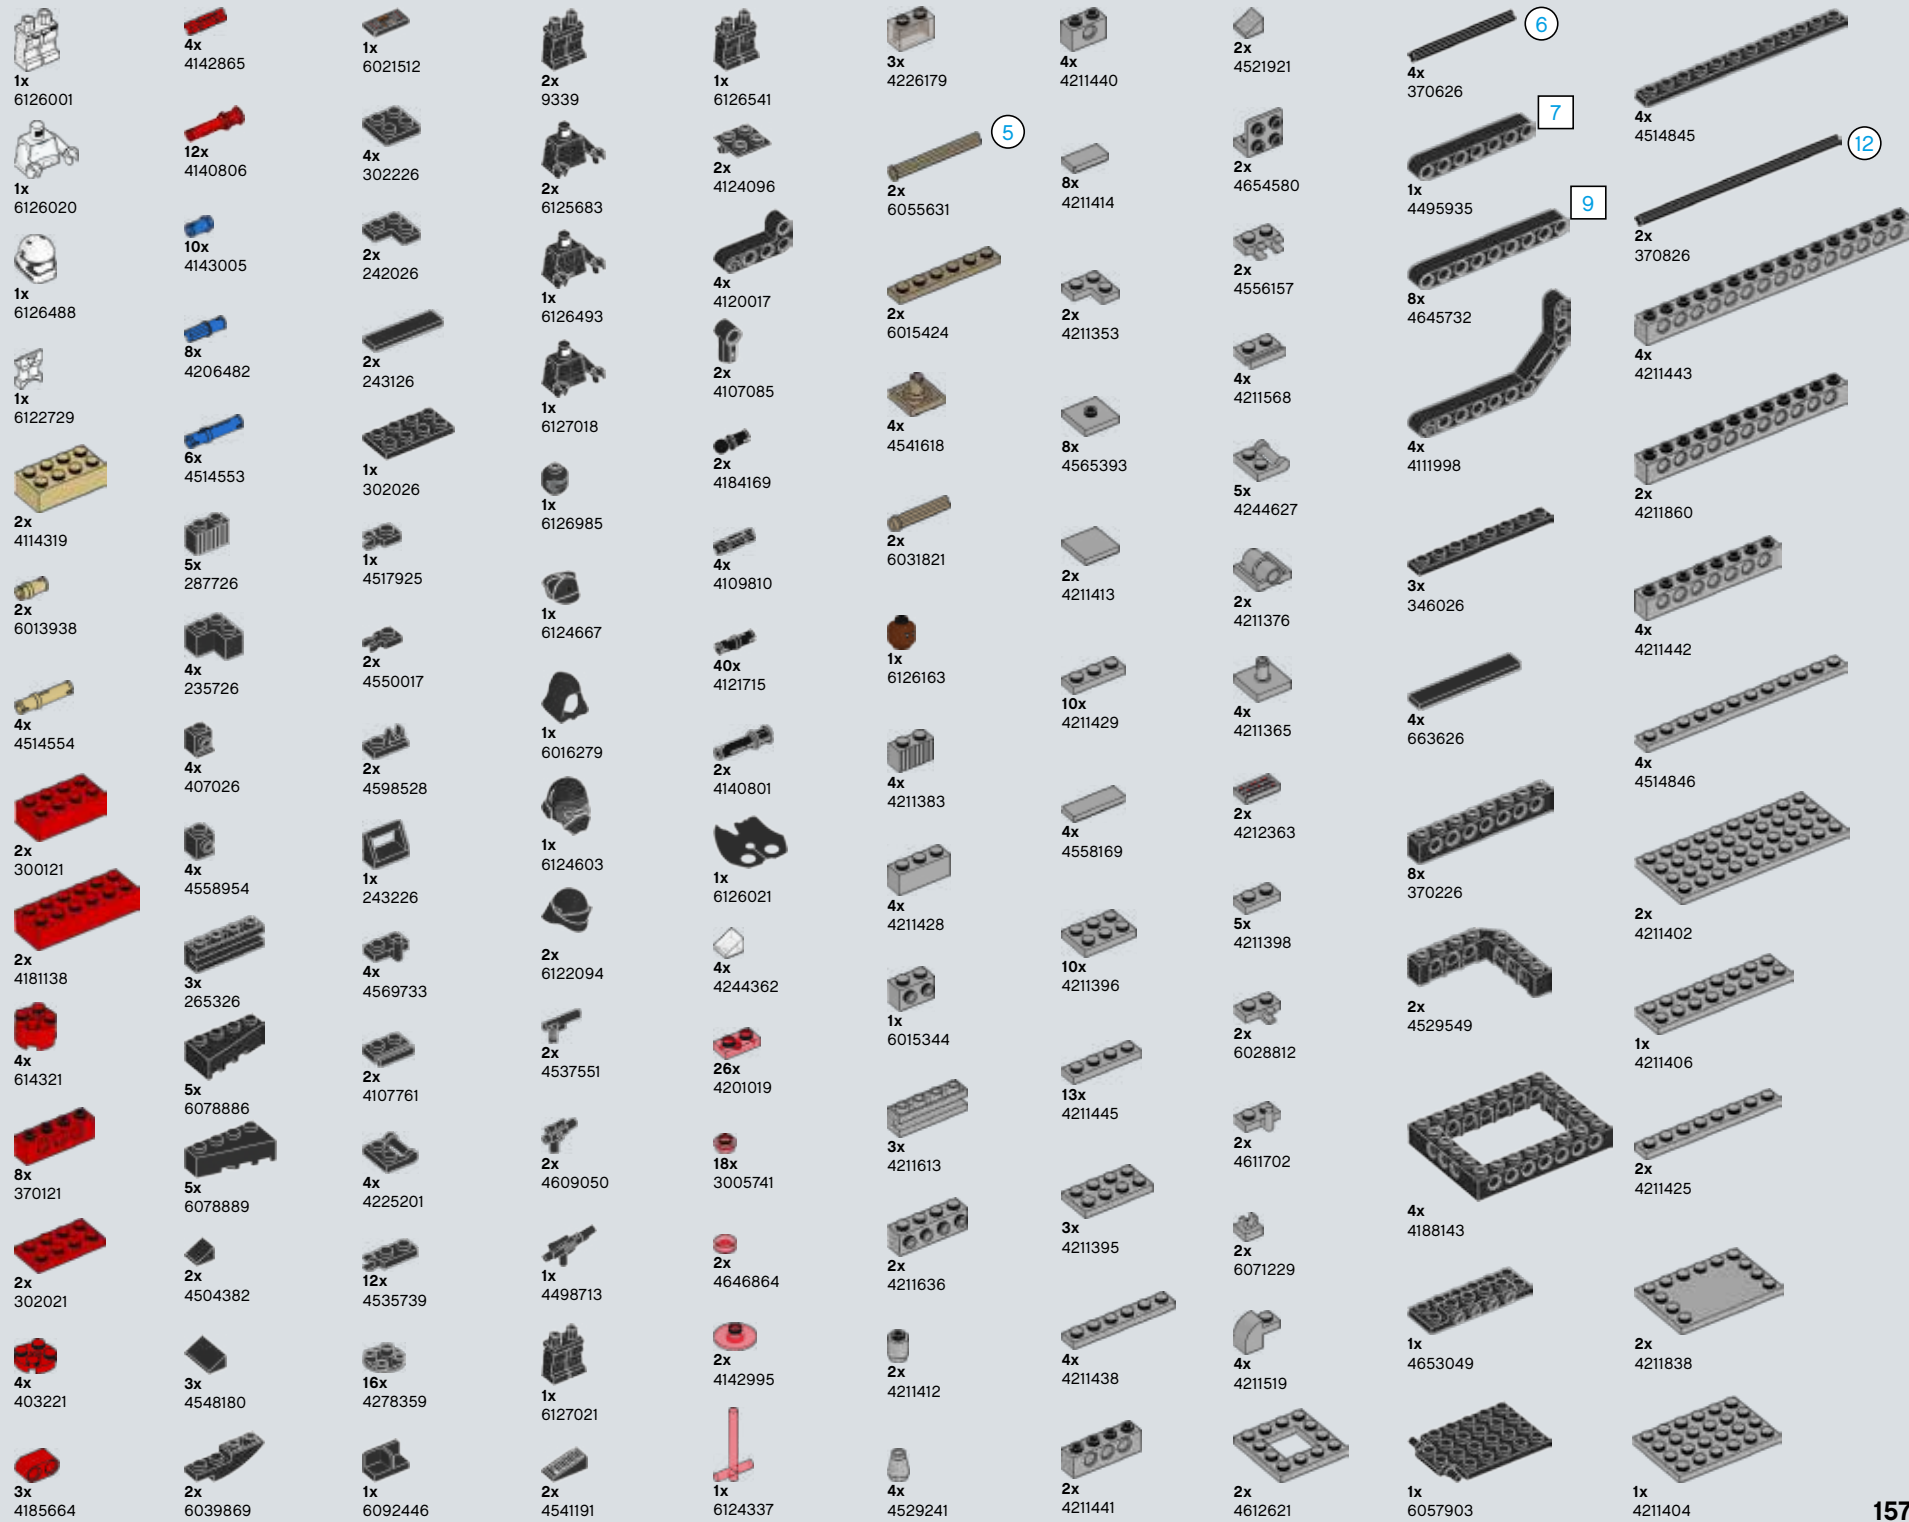 1x
6126001
1x
6126020
1x
6126488
1x
6122729
2x
4114319
2x
6013938
4x
4514554
2x
300121
2x
4181138
4x
614321
8x
370121
2x
302021
4x
403221
3x
4185664
4x
4142865
12x
4140806
10x
4143005
8x
4206482
6x
4514553
5x
287726
4x
235726
4x
407026
4x
4558954
3x
265326
5x
6078886
5x
6078889
2x
4504382
3x
4548180
2x
6039869
1x
6021512
4x
302226
2x
242026
2x
243126
1x
302026
1x
4517925
2x
4550017
2x
4598528
1x
243226
4x
4569733
2x
4107761
4x
4225201
12x
4535739
16x
4278359
1x
6092446
2x
9339
2x
6125683
1x
6126493
1x
6127018
1x
6126985
1x
6124667
1x
6016279
1x
6124603
2x
6122094
2x
4537551
2x
4609050
1x
4498713
1x
6127021
2x
4541191
1x
6126541
2x
4124096
4x
4120017
2x
4107085
2x
4184169
4x
4109810
40x
4121715
2x
4140801
1x
6126021
4x
4244362
26x
4201019
18x
3005741
2x
4646864
2x
4142995
1x
6124337
3x
4226179
5
2x
6055631
2x
6015424
4x
4541618
2x
6031821
1x
6126163
4x
4211383
4x
4211428
1x
6015344
3x
4211613
2x
4211636
2x
4211412
4x
4529241
4x
4211440
8x
4211414
2x
4211353
8x
4565393
2x
4211413
10x
4211429
4x
4558169
10x
4211396
13x
4211445
3x
4211395
4x
4211438
2x
4211441
2x
4521921
2x
4654580
2x
4556157
4x
4211568
5x
4244627
2x
4211376
4x
4211365
2x
4212363
5x
4211398
2x
6028812
2x
4611702
2x
6071229
4x
4211519
2x
4612621
6
4x
370626
7
1x
4495935
9
8x
4645732
4x
4111998
3x
346026
4x
663626
8x
370226
2x
4529549
4x
4188143
1x
4653049
1x
6057903
4x
4514845
12
2x
370826
4x
4211443
2x
4211860
4x
4211442
4x
4514846
2x
4211402
1x
4211406
2x
4211425
2x
4211838
1x
4211404
157